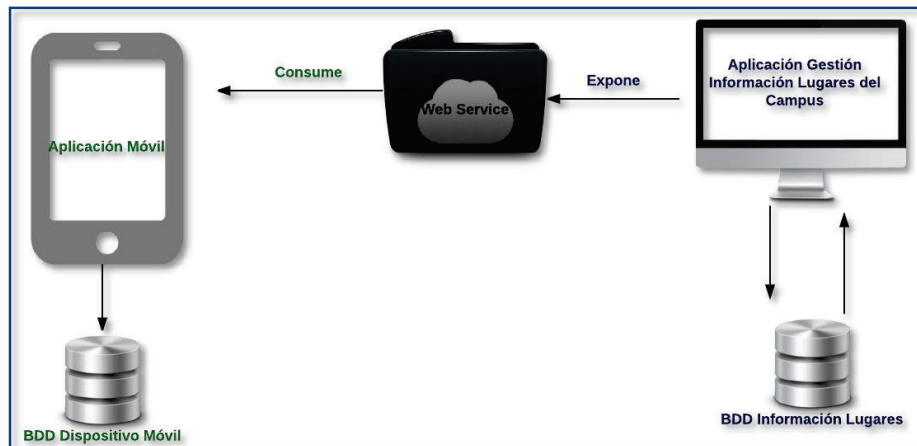 Aplicación Móvil
Consume
Web Service
Expone
Aplicación Gestión
Información Lugares del
Campus
BDD Dispositivo Móvil
BDD Información Lugares